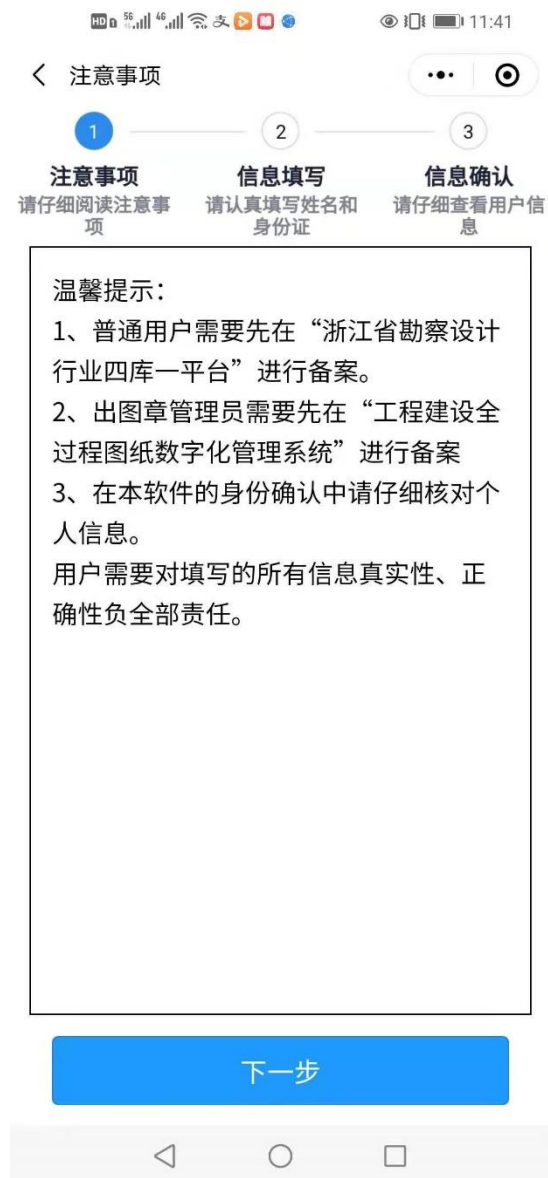 HD 5G 4G 支 11:41
注意事项
1 2 3
注意事项 信息填写 信息确认
请仔细阅读注意事 请认真填写姓名和 请仔细查看用户信
项 身份证 息
温馨提示：
1、普通用户需要先在“浙江省勘察设计
行业四库一平台”进行备案。
2、出图章管理员需要先在“工程建设全
过程图纸数字化管理系统”进行备案
3、在本软件的身份确认中请仔细核对个
人信息。
用户需要对填写的所有信息真实性、正
确性负全部责任。
下一步